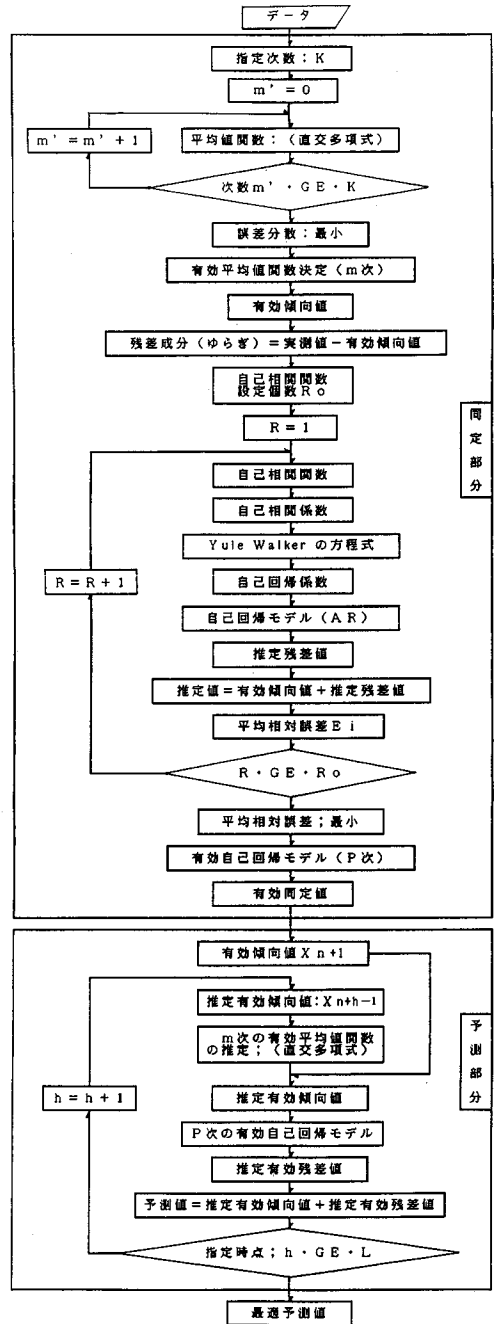 データ
指定次数：K
m'＝0
m'＝m'＋1
平均値関数：（直交多項式）
次数m'・GE・K
誤差分散：最小
有効平均値関数決定（m次）
有効傾向値
残差成分（ゆらぎ）＝実測値－有効傾向値
自己相関関数
設定個数Ro
R＝1
自己相関関数
自己相関係数
Yule Walker の方程式
R＝R＋1
自己回帰係数
自己回帰モデル（AR）
推定残差値
推定値＝有効傾向値＋推定残差値
平均相対誤差Ei
R・GE・Ro
平均相対誤差；最小
有効自己回帰モデル（P次）
有効同定値
同定部分
有効傾向値Xn+1
推定有効傾向値：Xn+h-1
m次の有効平均値関数
の推定；（直交多項式）
h＝h＋1
推定有効傾向値
P次の有効自己回帰モデル
推定有効残差値
予測値＝推定有効傾向値＋推定有効残差値
指定時点；h・GE・L
予測部分
最適予測値